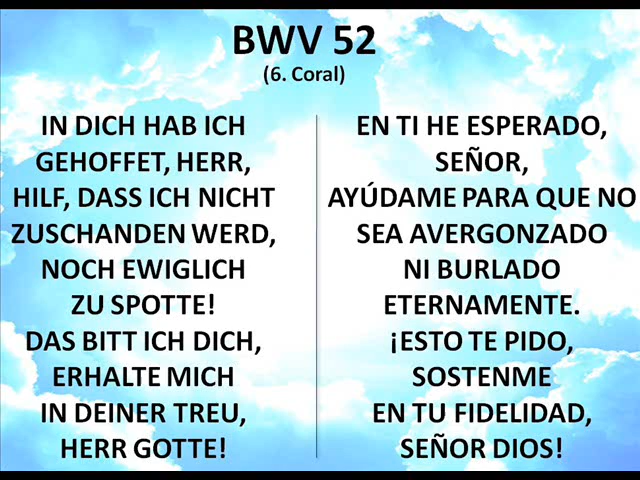 BWV 52
(6. Coral)
IN DICH HAB ICH
GEHOFFET, HERR,
HILF, DASS ICH NICHT
ZUSCHANDEN WERD,
NOCH EWIGLICH
ZU SPOTTE!
DAS BITT ICH DICH,
ERHALTE MICH
IN DEINER TREU,
HERR GOTTE!
EN TI HE ESPERADO,
SEÑOR,
AYÚDAME PARA QUE NO
SEA AVERGONZADO
NI BURLADO
ETERNAMENTE.
¡ESTO TE PIDO,
SOSTENME
EN TU FIDELIDAD,
SEÑOR DIOS!